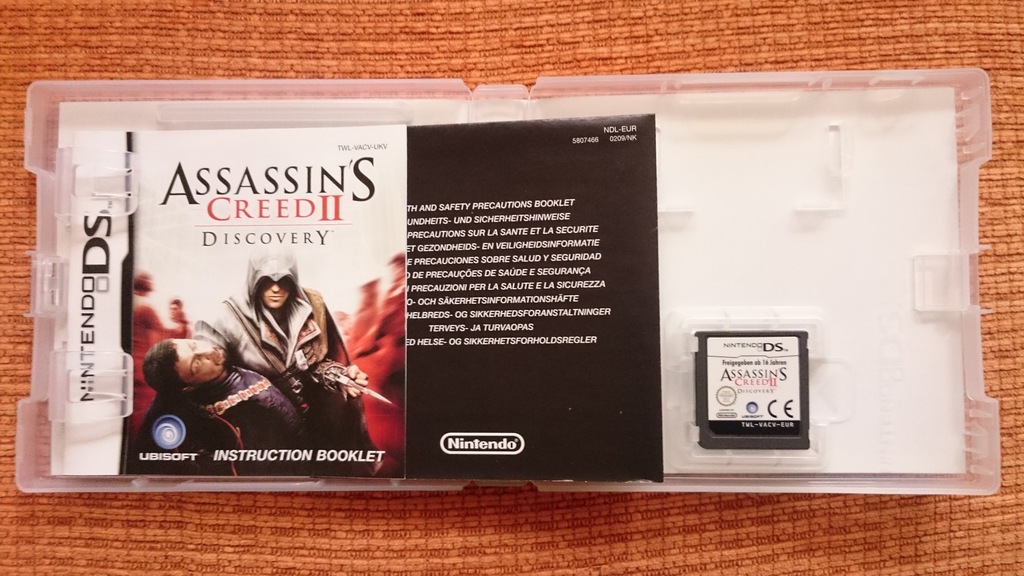 TWL-VACV-UKV
ASSASSIN'S
CREED II
DISCOVERY
NINTENDO DS
UBISOFT
INSTRUCTION BOOKLET
NDL-EUR
5807466 0209/NK
TH AND SAFETY PRECAUTIONS BOOKLET
UNDHEITS- UND SICHERHEITSHINWEISE
PRECAUTIONS SUR LA SANTE ET LA SECURITE
ET GEZONDHEIDS- EN VEILIGHEIDSINFORMATIE
E PRECAUCIONES SOBRE SALUD Y SEGURIDAD
O DE PRECAUÇÕES DE SAÚDE E SEGURANÇA
I PRECAUZIONI PER LA SALUTE E LA SICUREZZA
O- OCH SÄKERHETSINFORMATIONSHÄFTE
HELBREDS- OG SIKKERHEDSFORANSTALTNINGER
TERVEYS- JA TURVAOPAS
ED HELSE- OG SIKKERHETSFORHOLDSREGLER
Nintendo
NINTENDO DS
Freigegeben ab 16 Jahren
ASSASSIN'S
CREED II
DISCOVERY
UBISOFT CE
TWL-VACV-EUR